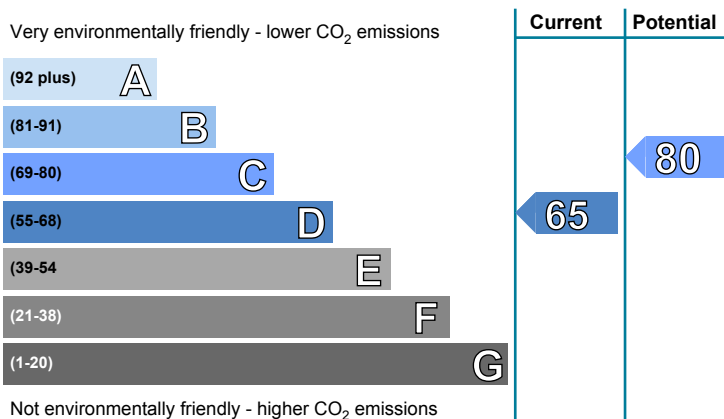 Current Potential
Very environmentally friendly - lower CO2 emissions
(92 plus) A
(81-91) B
(69-80) C
80
(55-68) D
65
(39-54 E
(21-38) F
(1-20) G
Not environmentally friendly - higher CO2 emissions